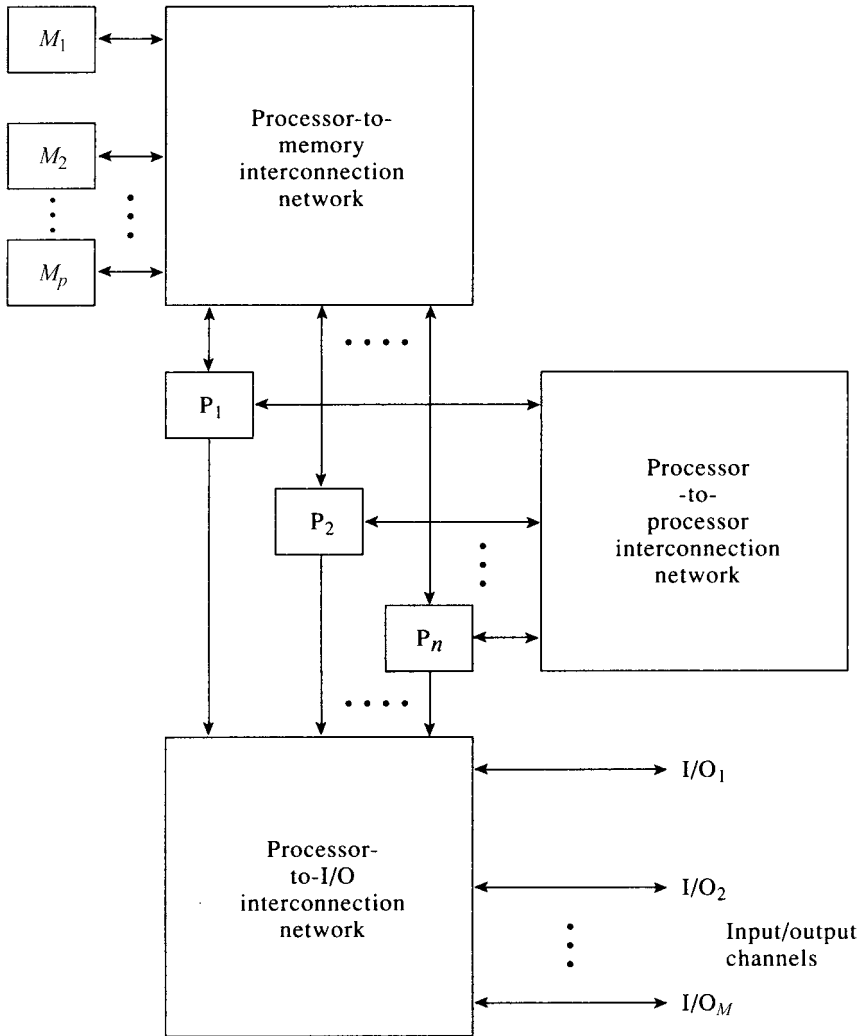 M1
M2
Mp
Processor-to-
memory
interconnection
network
P1
P2
Pn
Processor
-to-
processor
interconnection
network
Processor-
to-I/O
interconnection
network
I/O1
I/O2
Input/output
channels
I/OM